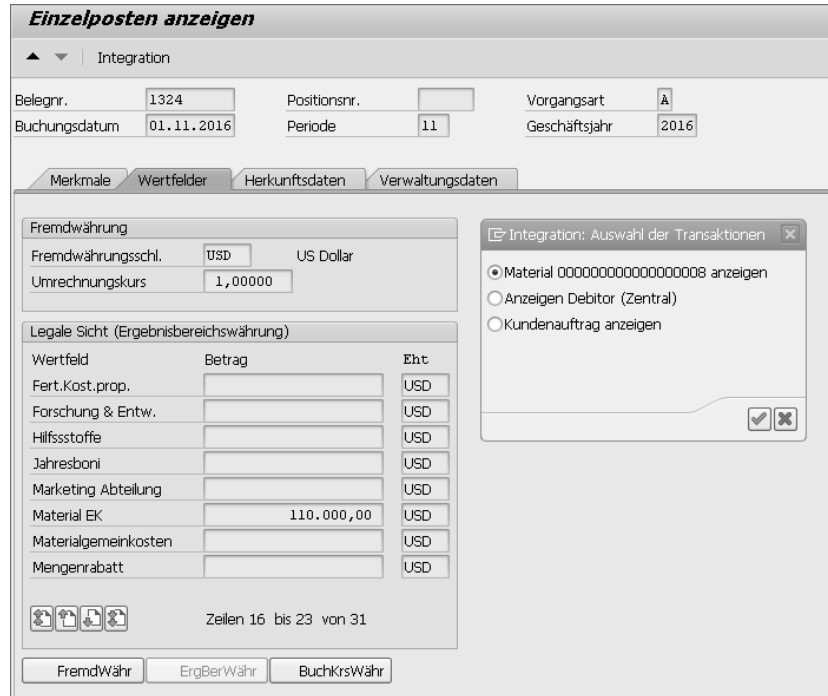 Einzelposten anzeigen
Integration
Belegnr. 1324 Positionsnr. Vorgangsart A
Buchungsdatum 01.11.2016 Periode 11 Geschäftsjahr 2016
Merkmale Wertfelder Herkunftsdaten Verwaltungsdaten
Fremdwährung
Fremdwährungsschl. USD US Dollar
Umrechnungskurs 1,00000
Legale Sicht (Ergebnisbereichswährung)
Wertfeld Betrag Eht
Fert.Kost.prop. USD
Forschung & Entw. USD
Hilfssstoffe USD
Jahresboni USD
Marketing Abteilung USD
Material EK 110.000,00 USD
Materialgemeinkosten USD
Mengenrabatt USD
Zeilen 16 bis 23 von 31
FremdWähr ErgBerWähr BuchKrsWähr
Integration: Auswahl der Transaktionen
Material 000000000000000008 anzeigen
Anzeigen Debitor (Zentral)
Kundenauftrag anzeigen